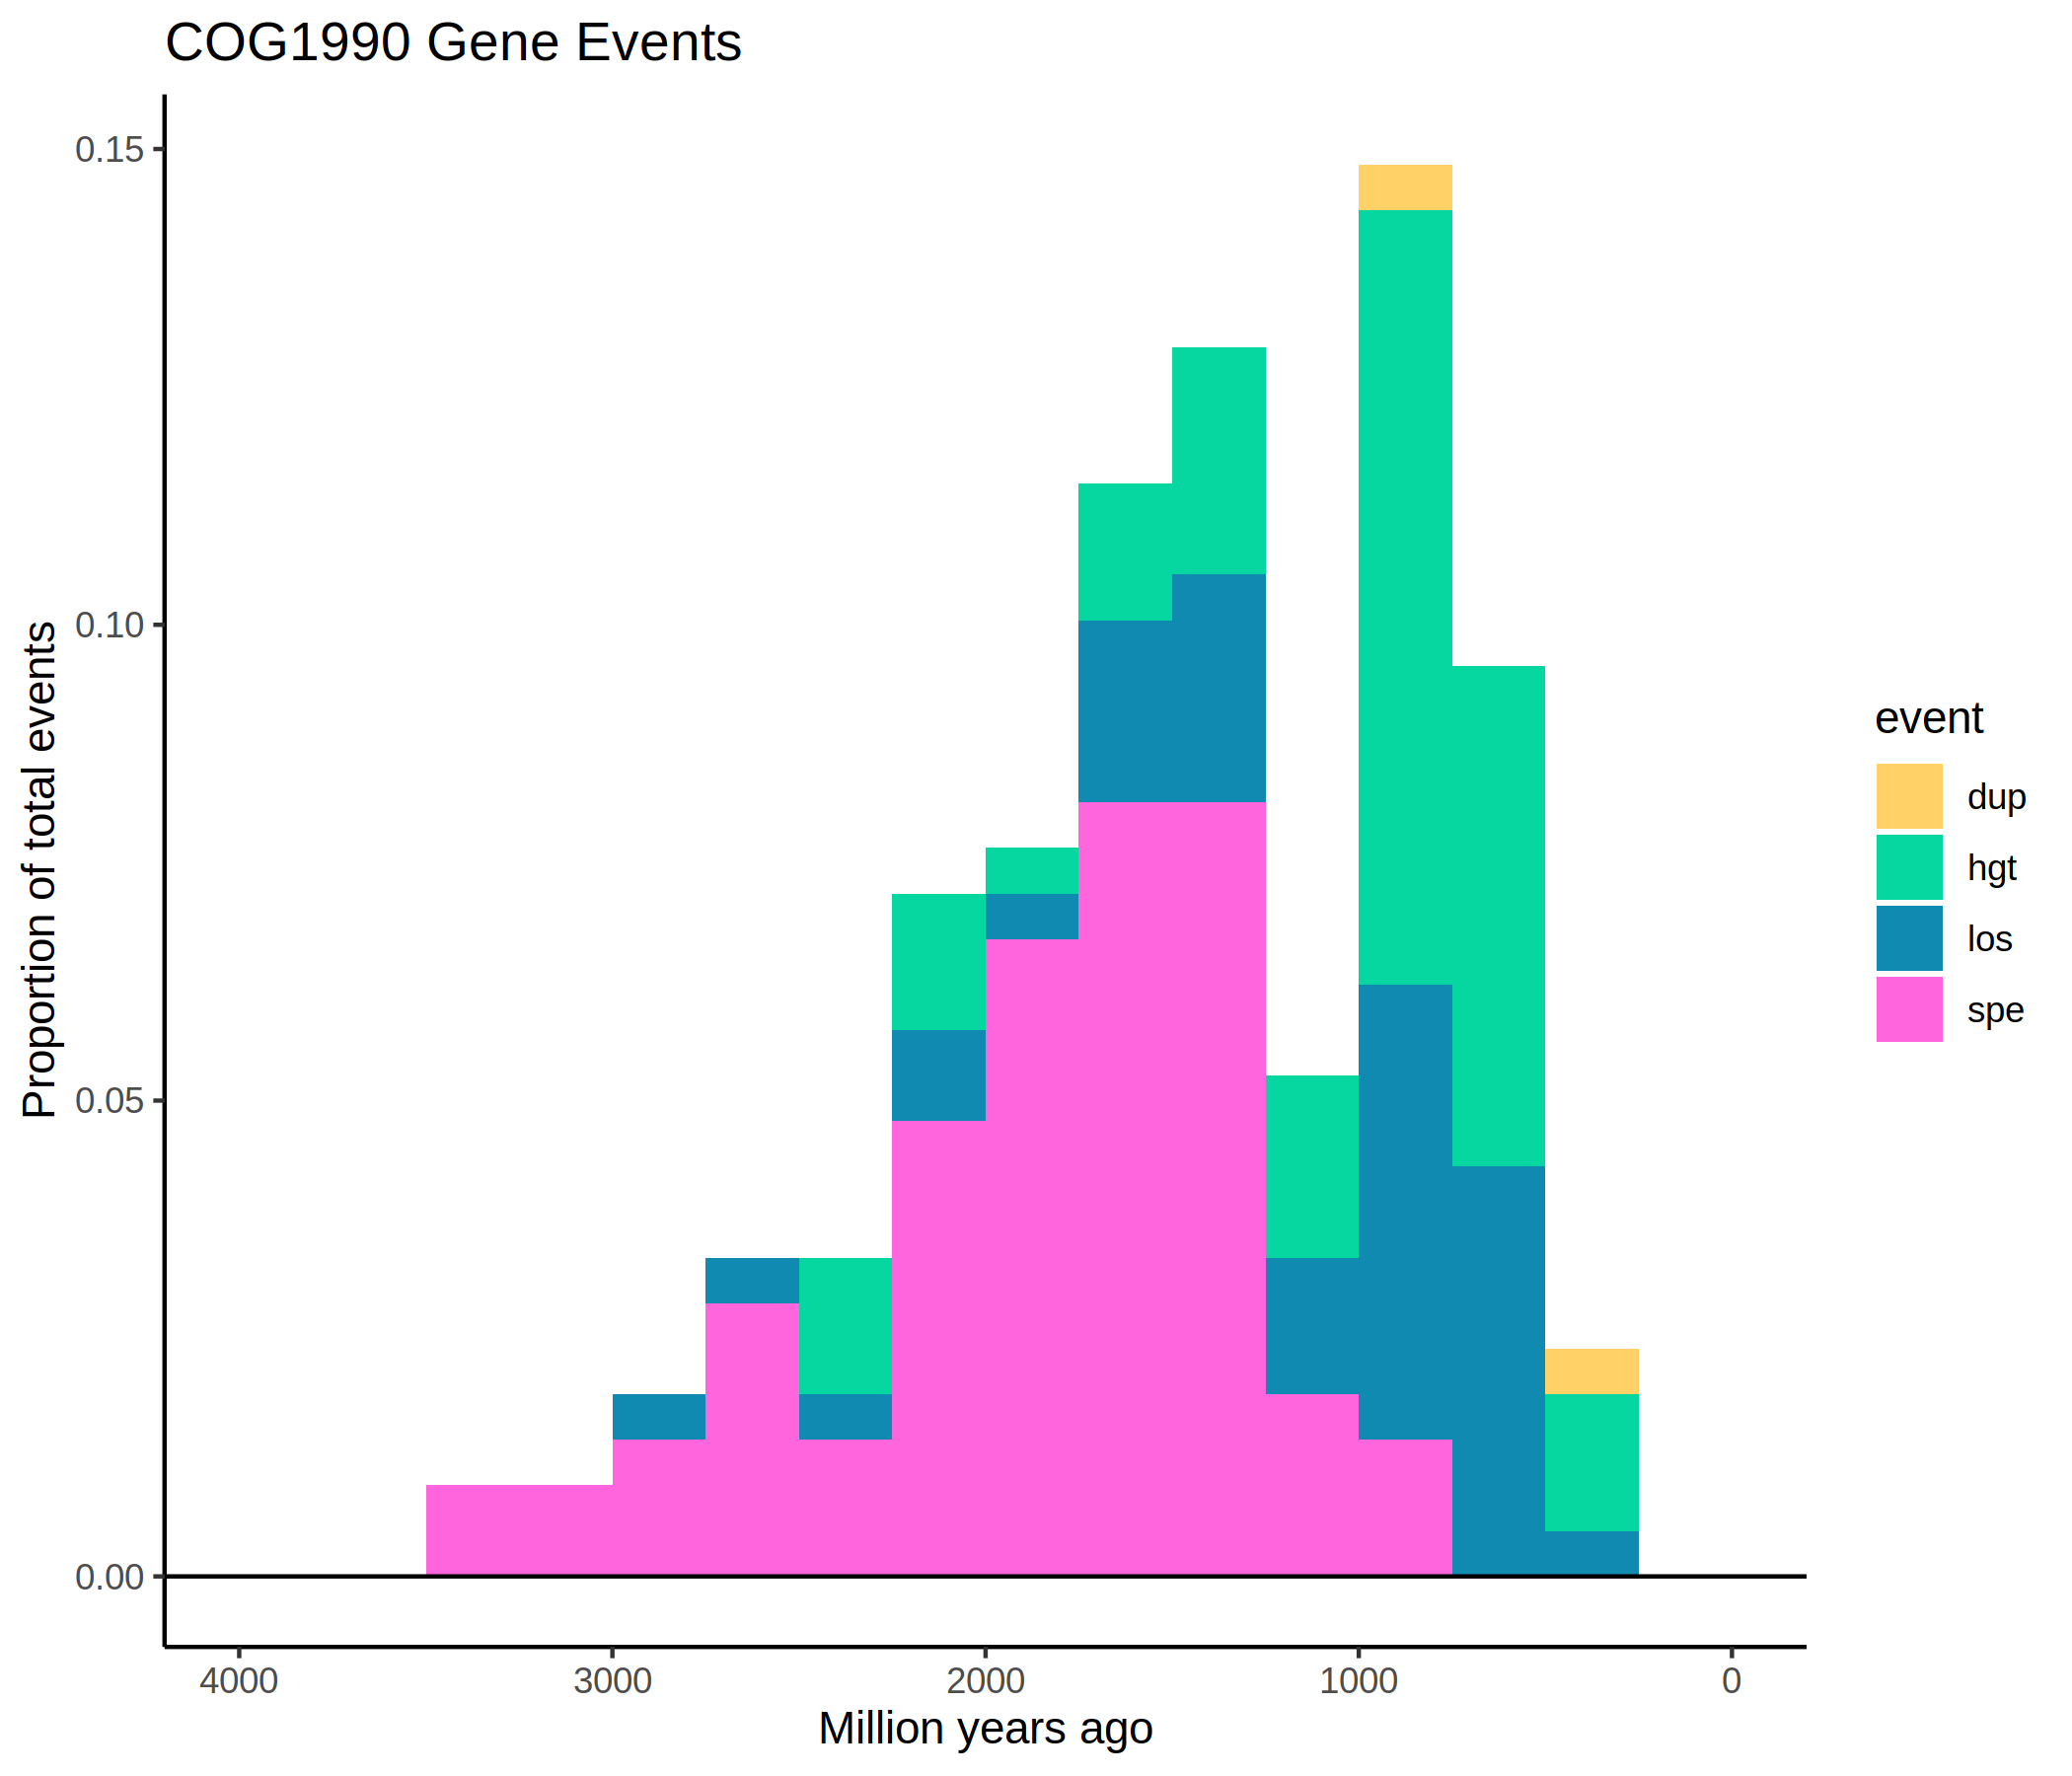 COG1990 Gene Events
Proportion of total events
0.15
0.10
0.05
0.00
4000 3000 2000 1000 0
Million years ago
event
dup
hgt
los
spe